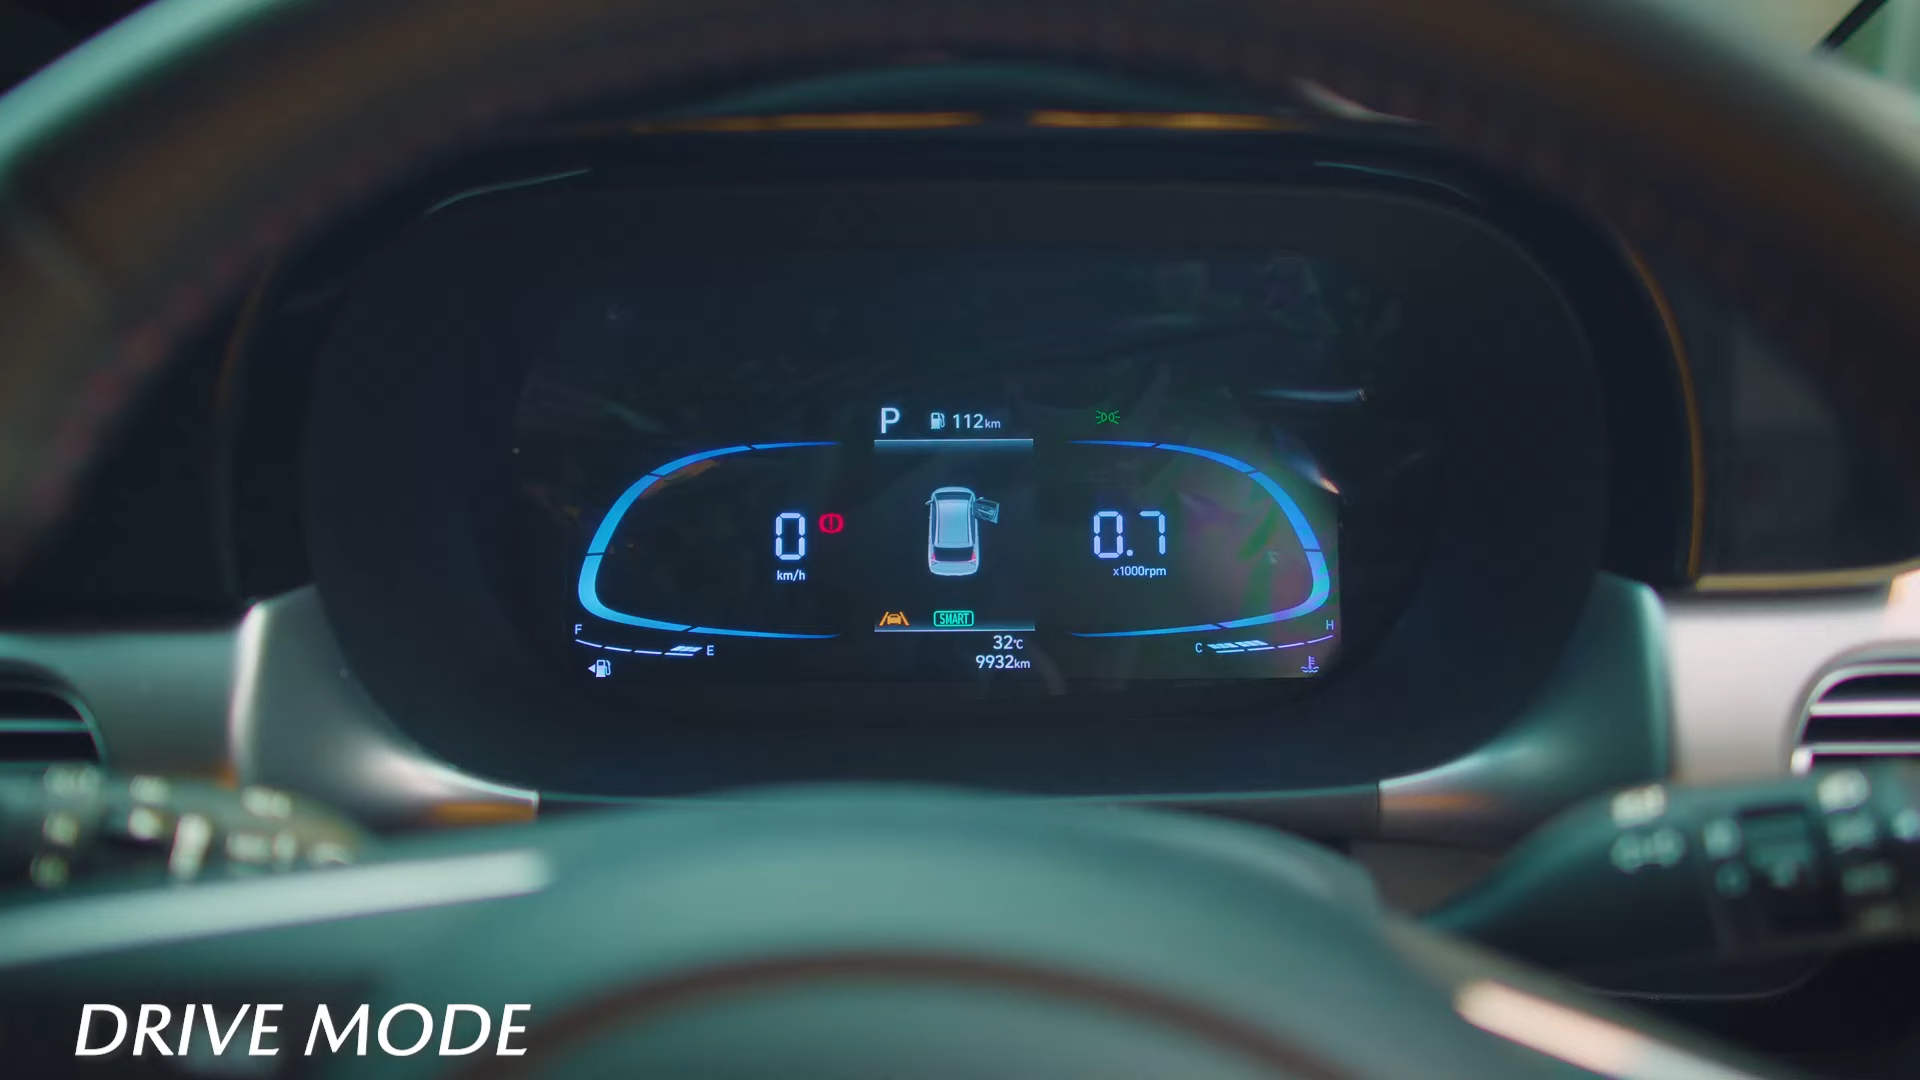 P 112km
0
km/h
0.7
x1000rpm
SMART
F E
32°C
9932km
C H
DRIVE MODE